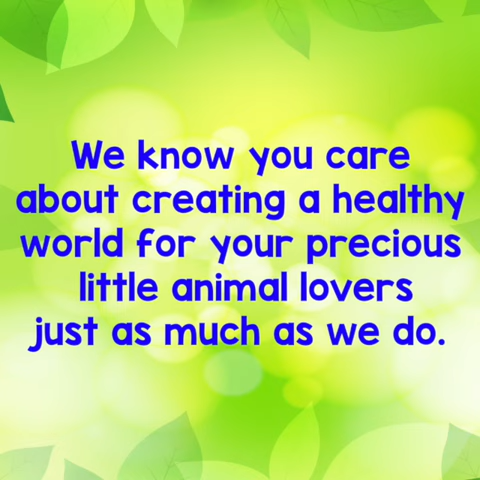 We know you care
about creating a healthy
world for your precious
little animal lovers
just as much as we do.